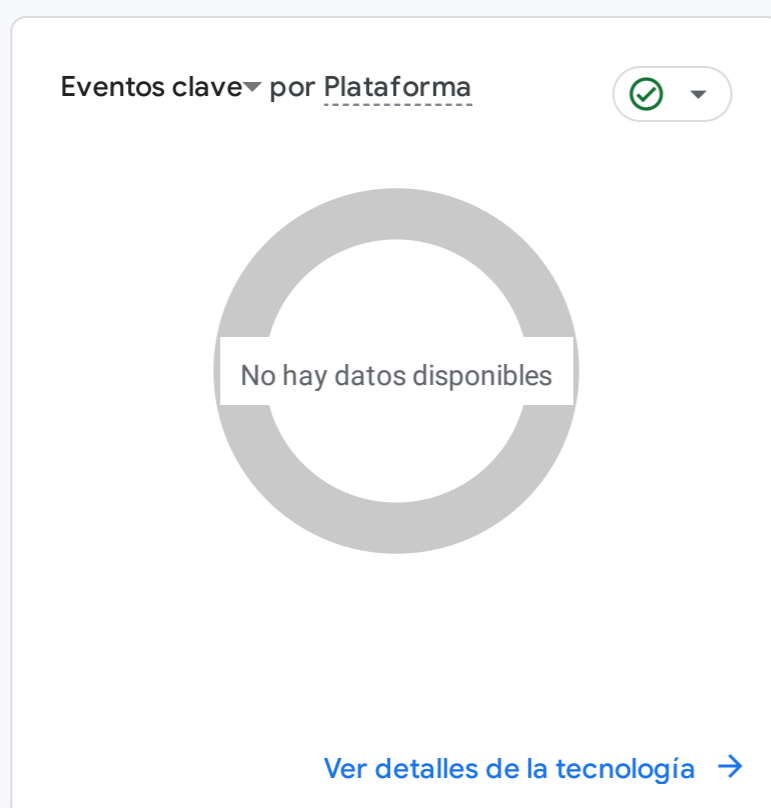 Eventos clave por Plataforma
No hay datos disponibles
Ver detalles de la tecnología